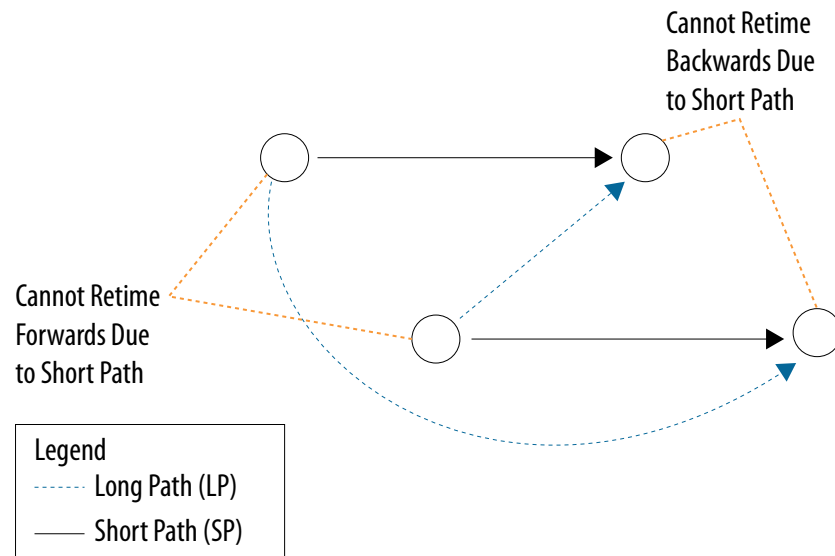 Cannot Retime
Backwards Due
to Short Path
Cannot Retime
Forwards Due
to Short Path
Legend
Long Path (LP)
Short Path (SP)